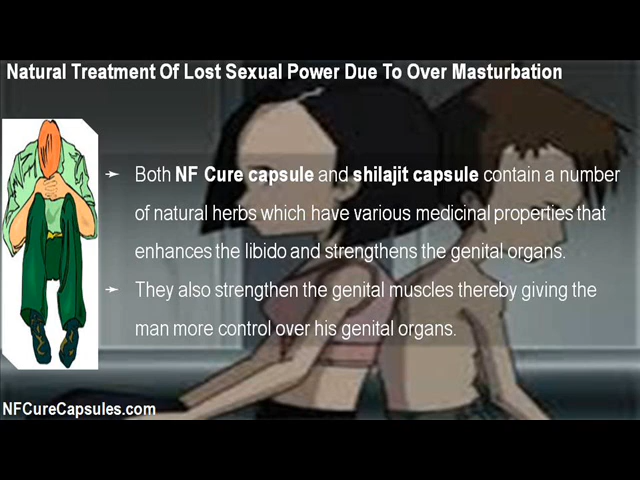 Natural Treatment Of Lost Sexual Power Due To Over Masturbation
Both NF Cure capsule and shilajit capsule contain a number
of natural herbs which have various medicinal properties that
enhances the libido and strengthens the genital organs.
They also strengthen the genital muscles thereby giving the
man more control over his genital organs.
NFCureCapsules.com